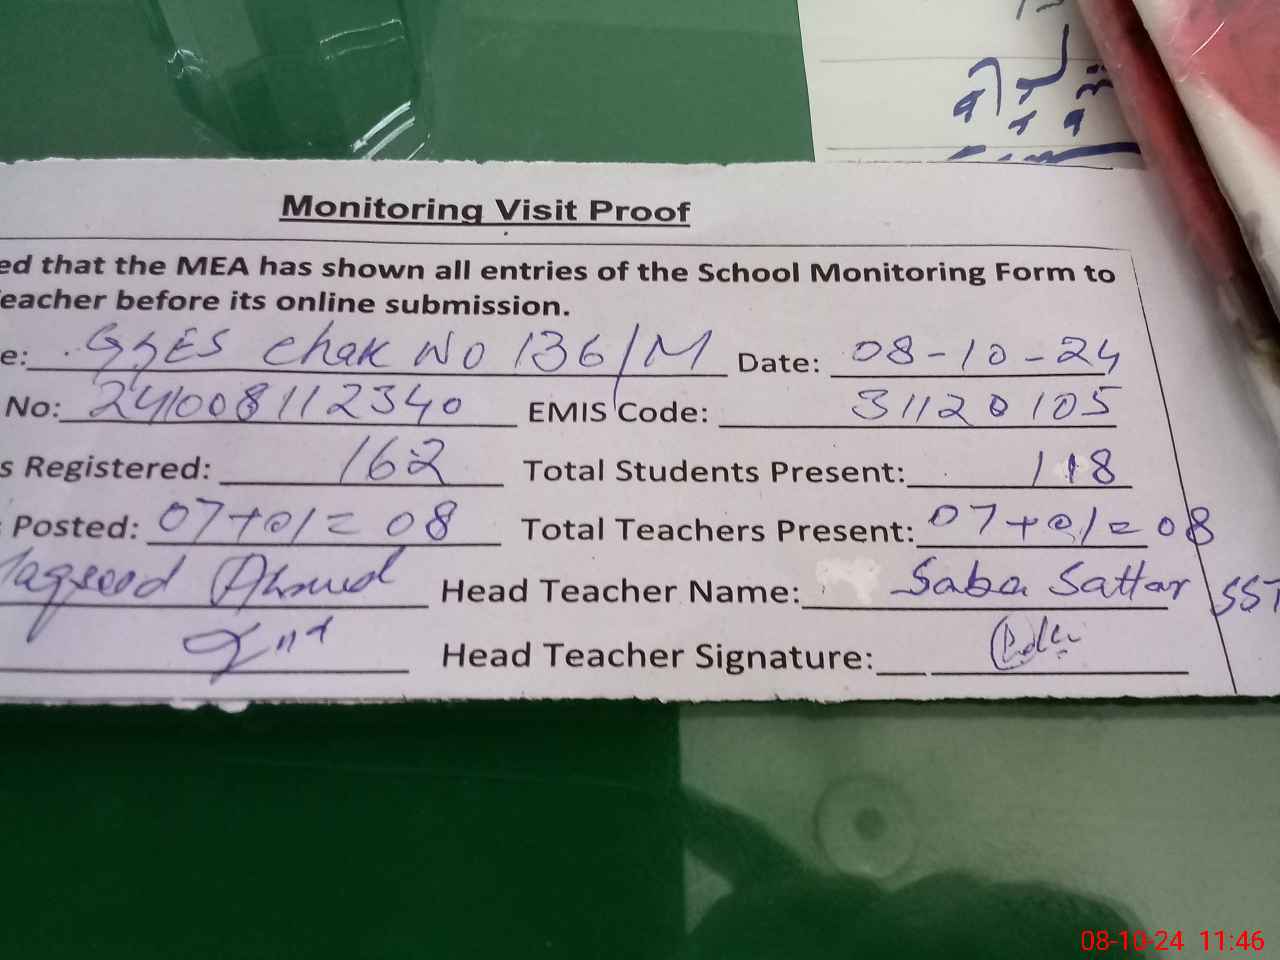 Monitoring Visit Proof
ed that the MEA has shown all entries of the School Monitoring Form to
eacher before its online submission.
e: GGES Chak No 136/M Date: 08-10-24
No: 241008112340 EMIS Code: 31120105
s Registered: 162 Total Students Present: 118
Posted: 07+01=08 Total Teachers Present: 07+01=08
Maqsood Ahmed Head Teacher Name: Saba Sattar SST
Head Teacher Signature:
08-10-24 11:46